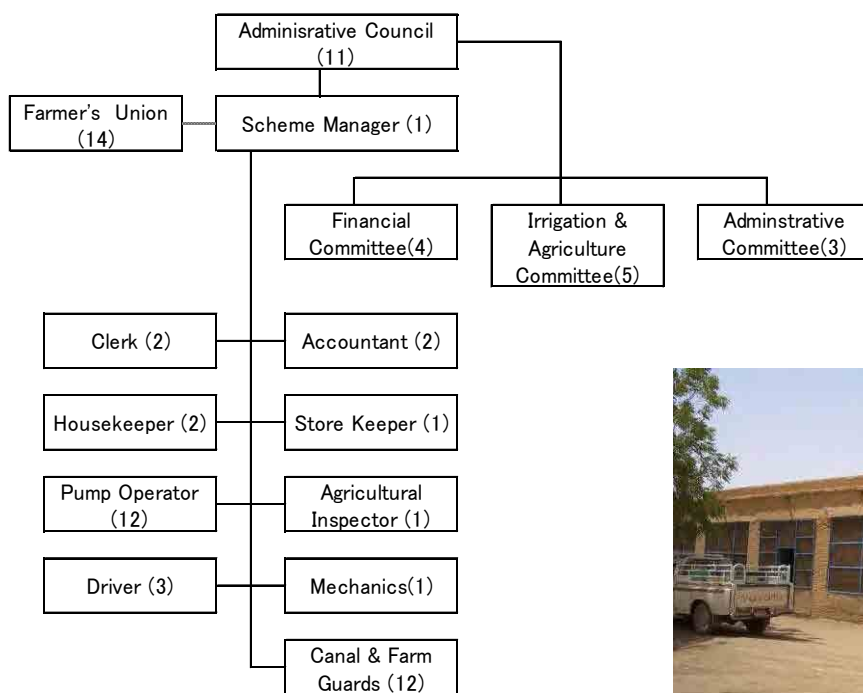 Adminisrative Council
(11)
Farmer's Union
(14)
Scheme Manager (1)
Financial
Committee(4)
Irrigation &
Agriculture
Committee(5)
Adminstrative
Committee(3)
Clerk (2)
Accountant (2)
Housekeeper (2)
Store Keeper (1)
Pump Operator
(12)
Agricultural
Inspector (1)
Driver (3)
Mechanics(1)
Canal & Farm
Guards (12)